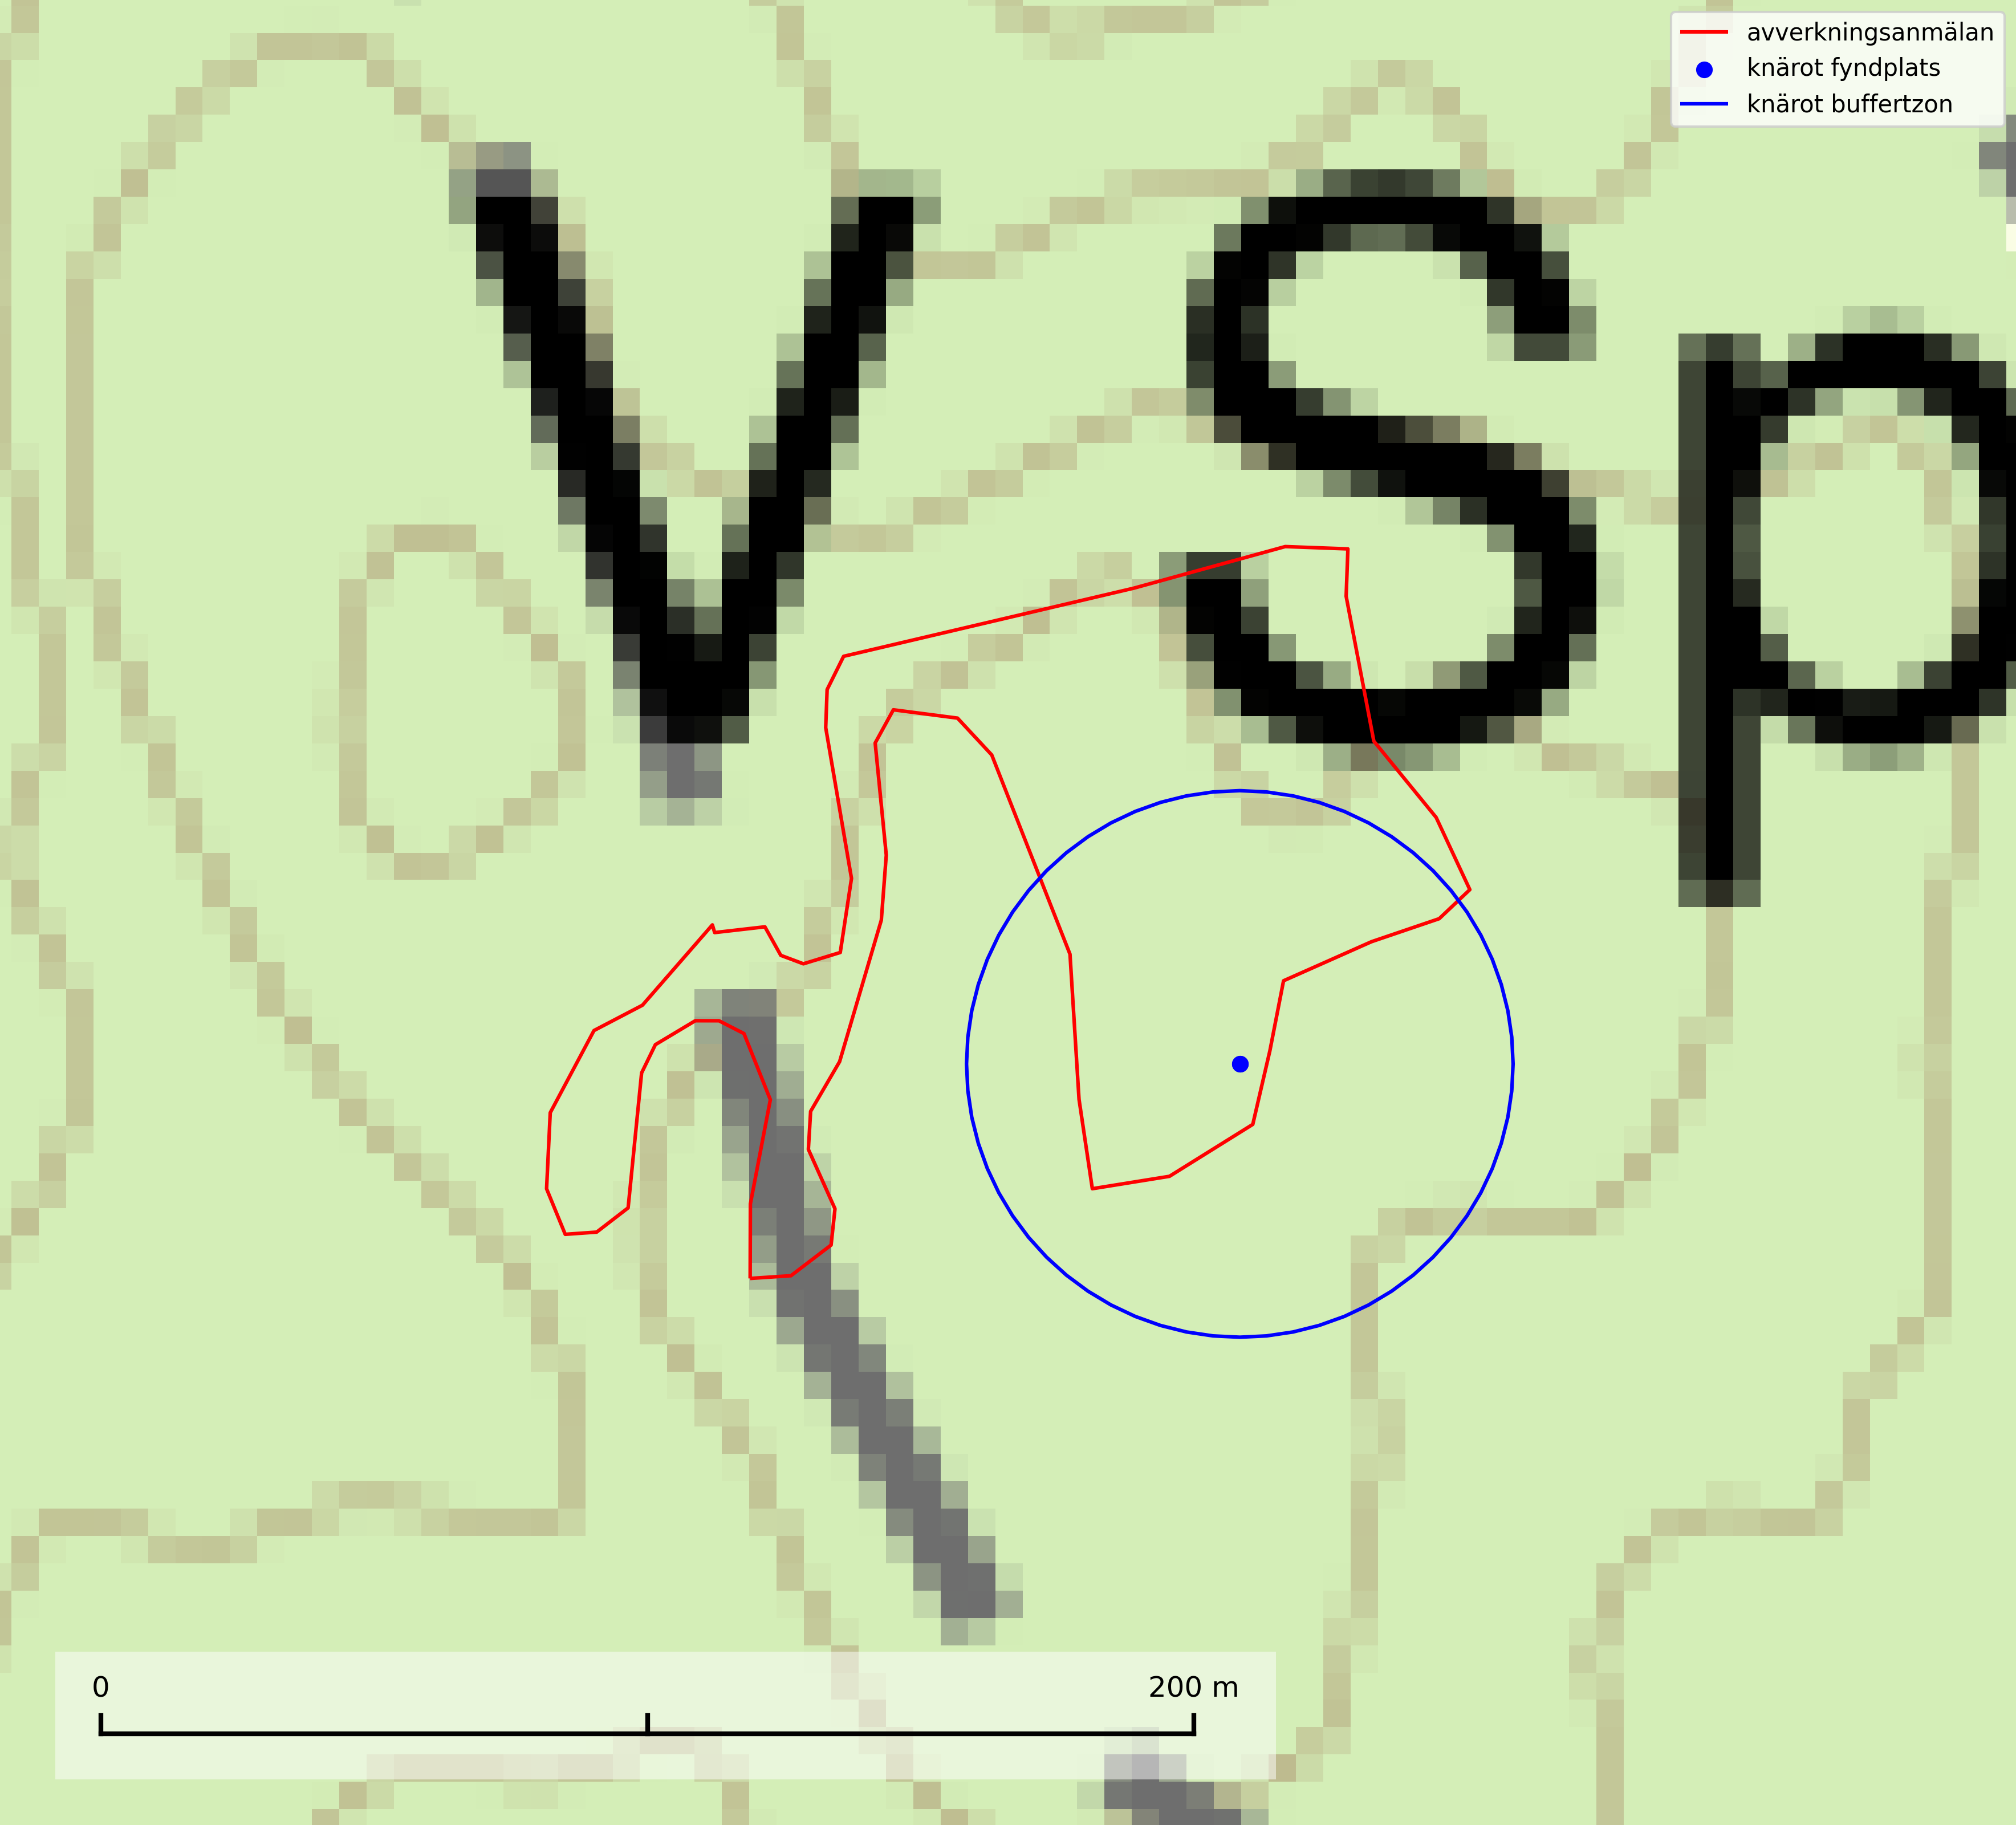 avverkningsanmälan
knärot fyndplats
knärot buffertzon
V Sp
0 200 m